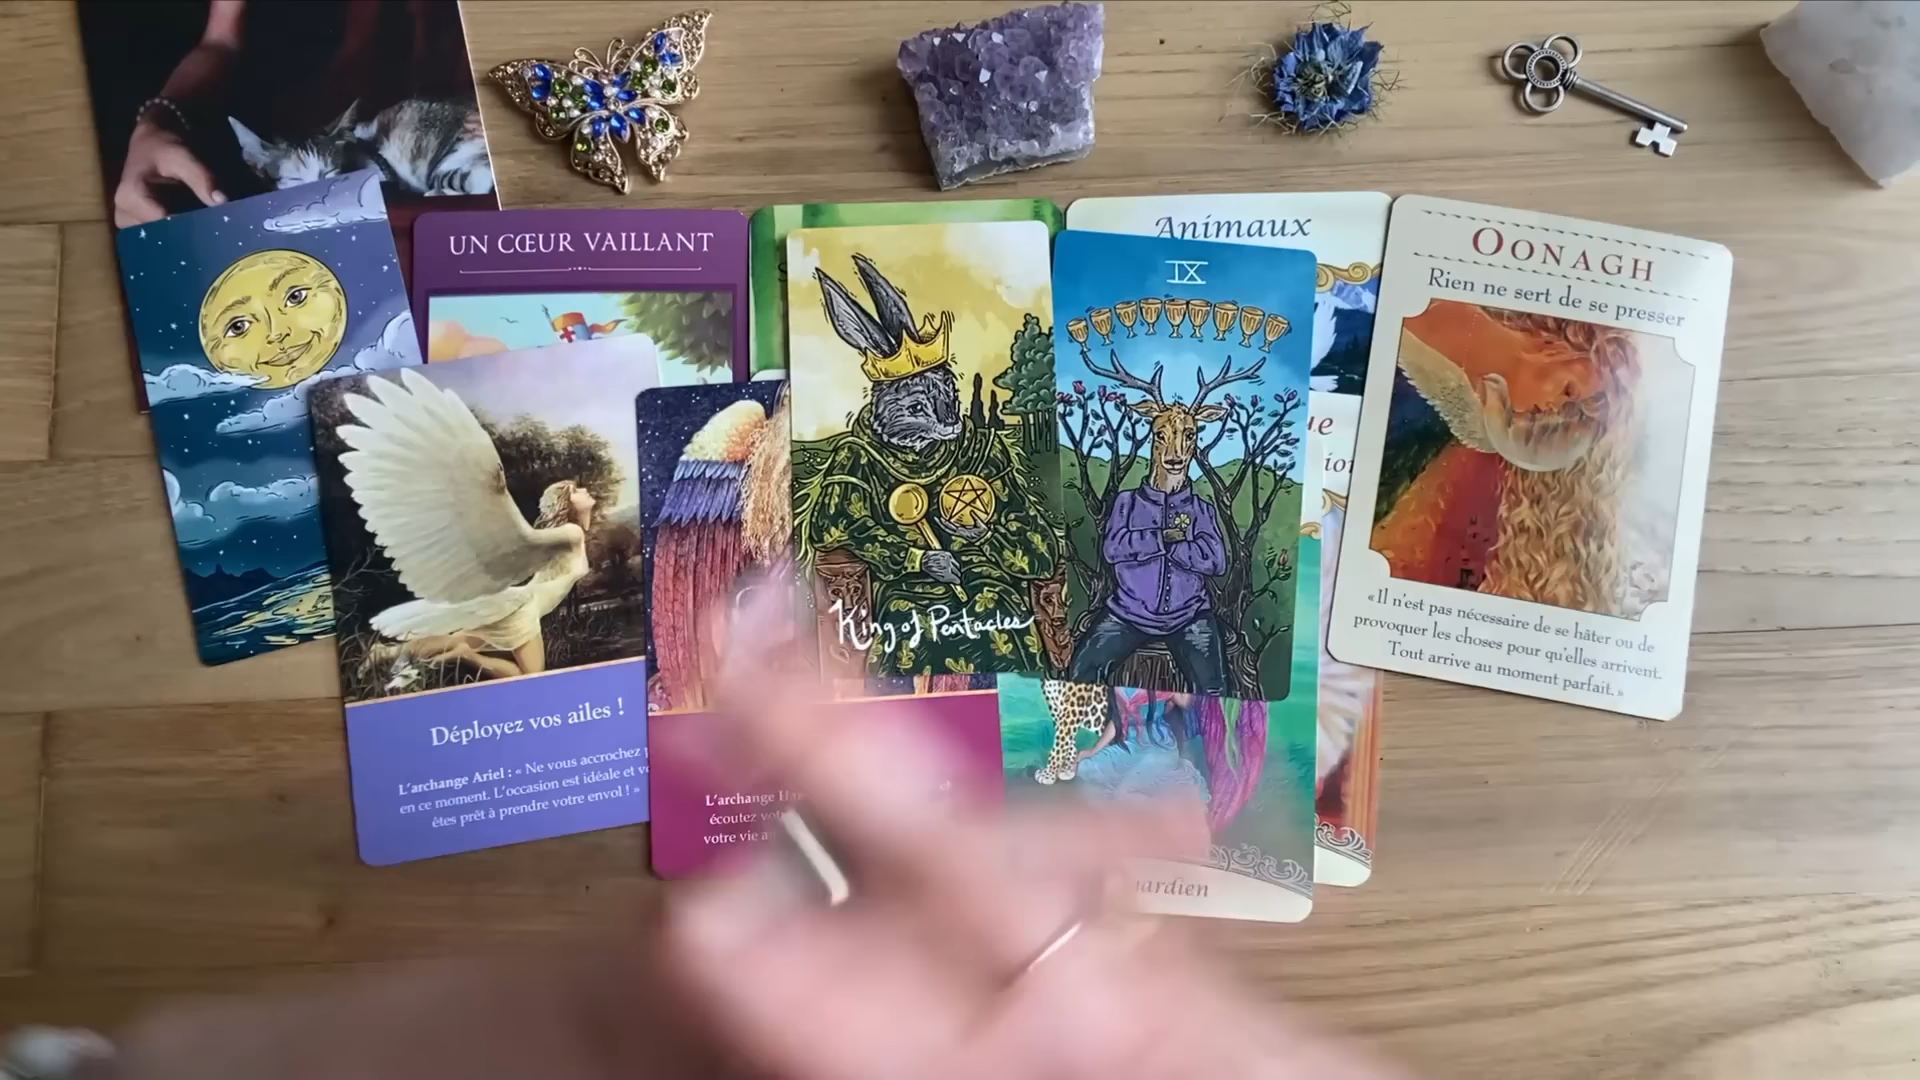 UN CŒUR VAILLANT
Animaux
OONAGH
Rien ne sert de se presser
IX
King of Pentacles
«Il n'est pas nécessaire de se hâter ou de
provoquer les choses pour qu'elles arrivent.
Tout arrive au moment parfait.»
Déployez vos ailes !
L'archange Ariel : « Ne vous accrochez
en ce moment. L'occasion est idéale et
êtes prêt à prendre votre envol ! »
L'archange
écoutez
votre vie